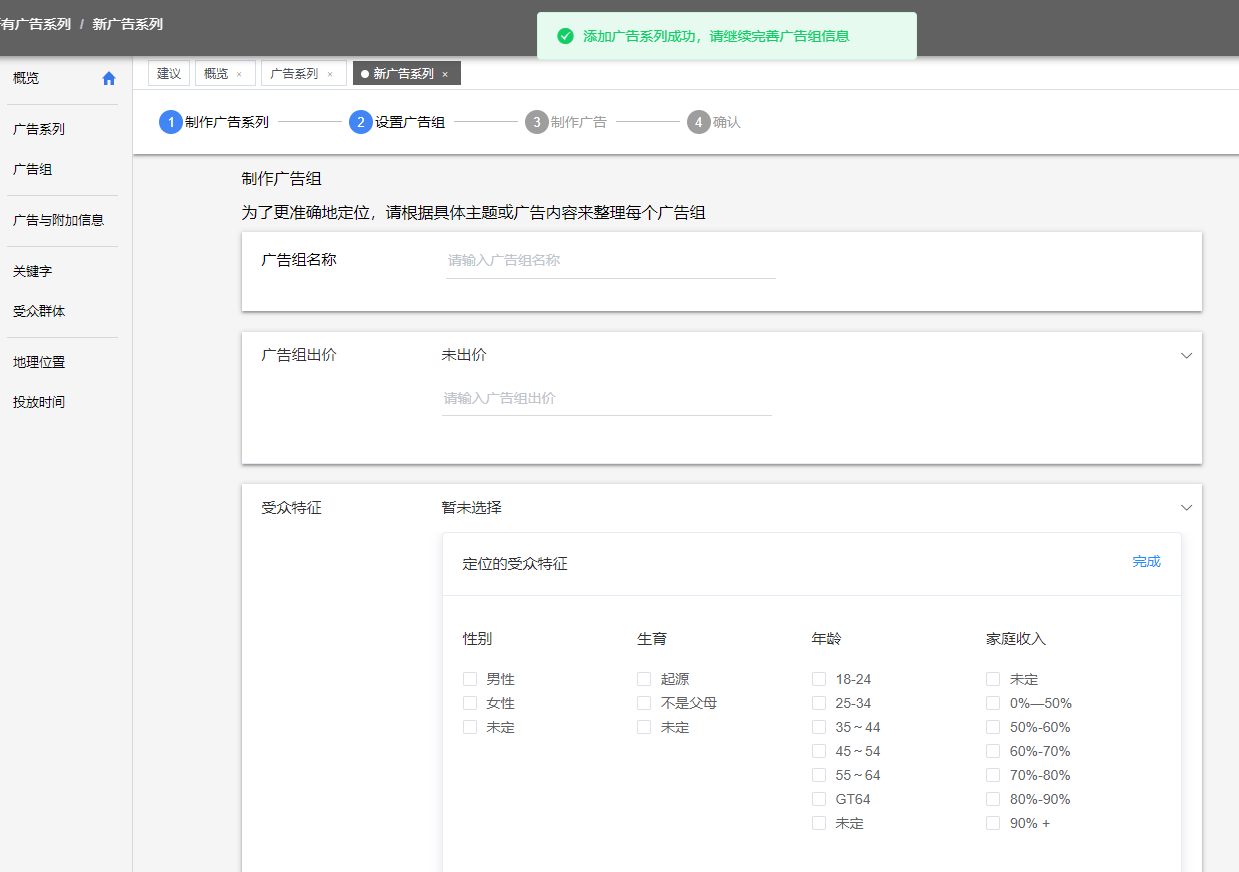 有广告系列 / 新广告系列
添加广告系列成功，请继续完善广告组信息
概览
广告系列
广告组
广告与附加信息
关键字
受众群体
地理位置
投放时间
建议 概览 × 广告系列 × 新广告系列 ×
1 制作广告系列 2 设置广告组 3 制作广告 4 确认
制作广告组
为了更准确地定位，请根据具体主题或广告内容来整理每个广告组
广告组名称 请输入广告组名称
广告组出价 未出价
请输入广告组出价
受众特征 暂未选择
定位的受众特征 完成
性别 生育 年龄 家庭收入
男性 起源 18-24 未定
女性 不是父母 25-34 0%—50%
未定 未定 35～44 50%-60%
45～54 60%-70%
55～64 70%-80%
GT64 80%-90%
未定 90% +